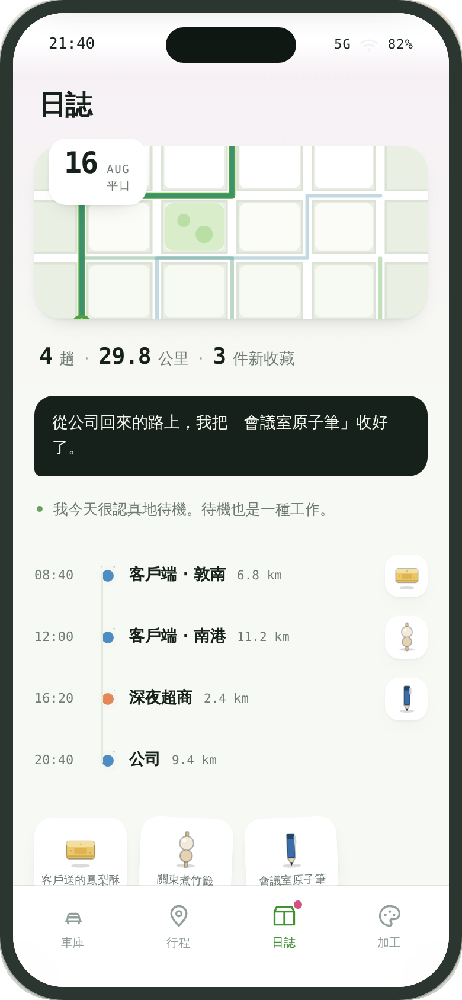 21:40
5G 82%
日誌
16 AUG
平日
4 趟 · 29.8 公里 · 3 件新收藏
從公司回來的路上，我把「會議室原子筆」收好
了。
我今天很認真地待機。待機也是一種工作。
08:40 客戶端·敦南 6.8 km
12:00 客戶端·南港 11.2 km
16:20 深夜超商 2.4 km
20:40 公司 9.4 km
客戶送的鳳梨酥 關東煮竹籤 會議室原子筆
車庫 行程 日誌 加工